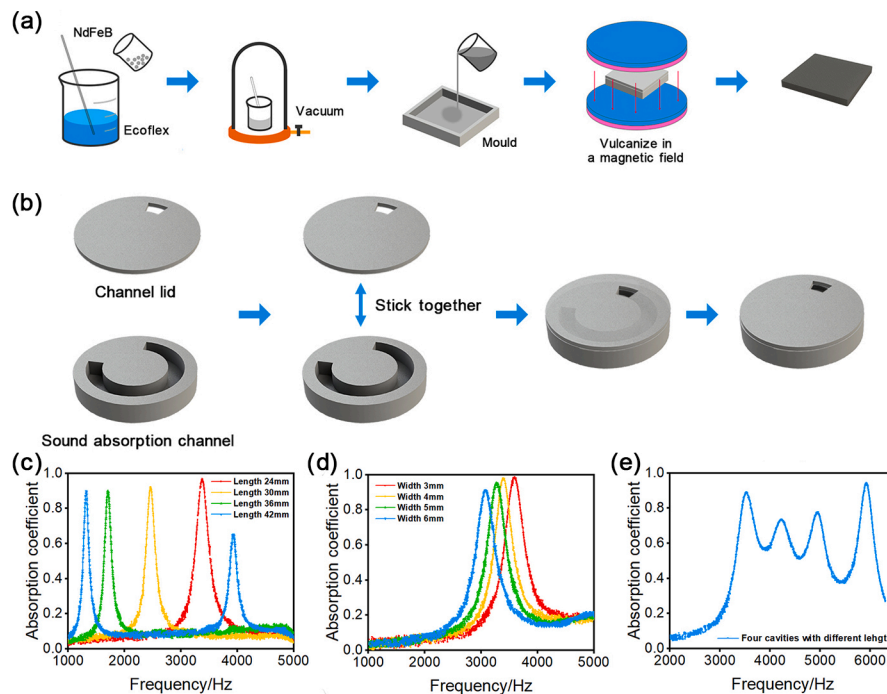 (a)
NdFeB
Ecoflex
Vacuum
Mould
Vulcanize in
a magnetic field
(b)
Channel lid
Stick together
Sound absorption channel
(c)
Absorption coefficient
1.0
0.8
0.6
0.4
0.2
0.0
Length 24mm
Length 30mm
Length 36mm
Length 42mm
1000
2000
3000
4000
5000
Frequency/Hz
(d)
Absorption coefficient
1.0
0.8
0.6
0.4
0.2
0.0
Width 3mm
Width 4mm
Width 5mm
Width 6mm
1000
2000
3000
4000
5000
Frequency/Hz
(e)
Absorption coefficient
1.0
0.8
0.6
0.4
0.2
0.0
Four cavities with different lenght
2000
3000
4000
5000
6000
Frequency/Hz